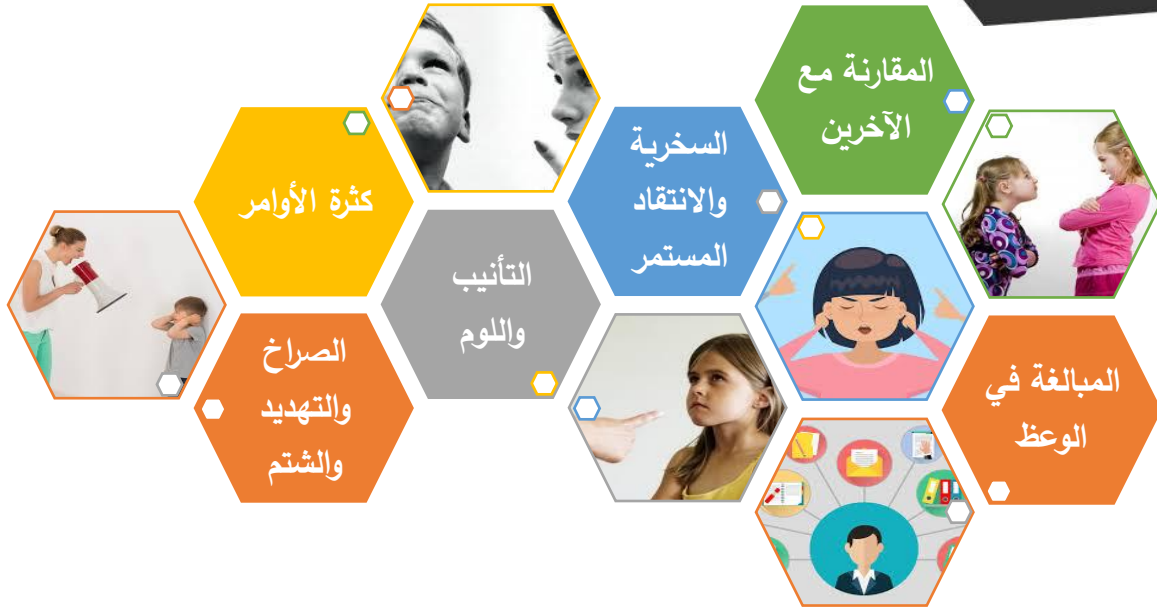 المقارنة مع
الآخرين
السخرية
والانتقاد
المستمر
كثرة الأوامر
التأنيب
واللوم
الصراخ
والتهديد
والشتم
المبالغة في
الوعظ